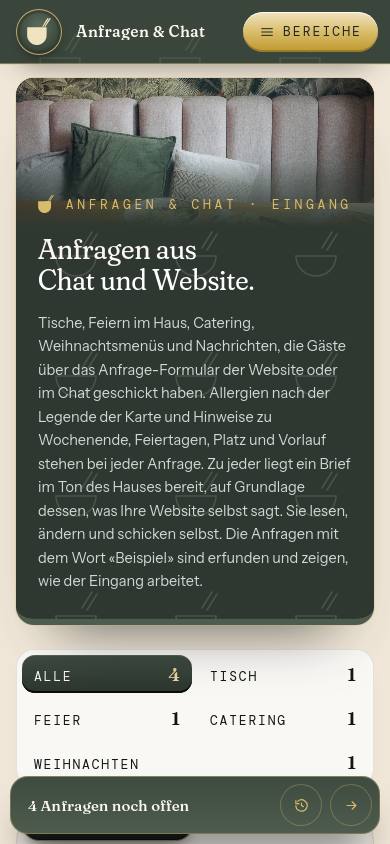 Anfragen & Chat
BEREICHE
ANFRAGEN & CHAT · EINGANG
Anfragen aus
Chat und Website.
Tische, Feiern im Haus, Catering,
Weihnachtsmenüs und Nachrichten, die Gäste
über das Anfrage-Formular der Website oder
im Chat geschickt haben. Allergien nach der
Legende der Karte und Hinweise zu
Wochenende, Feiertagen, Platz und Vorlauf
stehen bei jeder Anfrage. Zu jeder liegt ein Brief
im Ton des Hauses bereit, auf Grundlage
dessen, was Ihre Website selbst sagt. Sie lesen,
ändern und schicken selbst. Die Anfragen mit
dem Wort «Beispiel» sind erfunden und zeigen,
wie der Eingang arbeitet.
ALLE 4 TISCH 1
FEIER 1 CATERING 1
WEIHNACHTEN 1
4 Anfragen noch offen